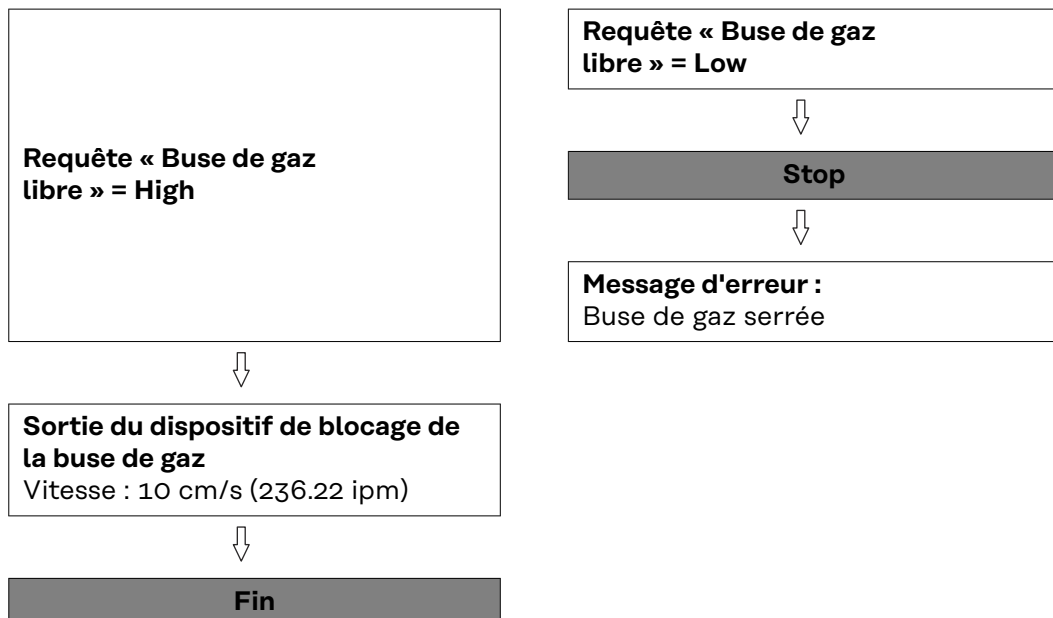 Requête « Buse de gaz
libre » = High
Sortie du dispositif de blocage de
la buse de gaz
Vitesse : 10 cm/s (236.22 ipm)
Fin
Requête « Buse de gaz
libre » = Low
Stop
Message d'erreur :
Buse de gaz serrée